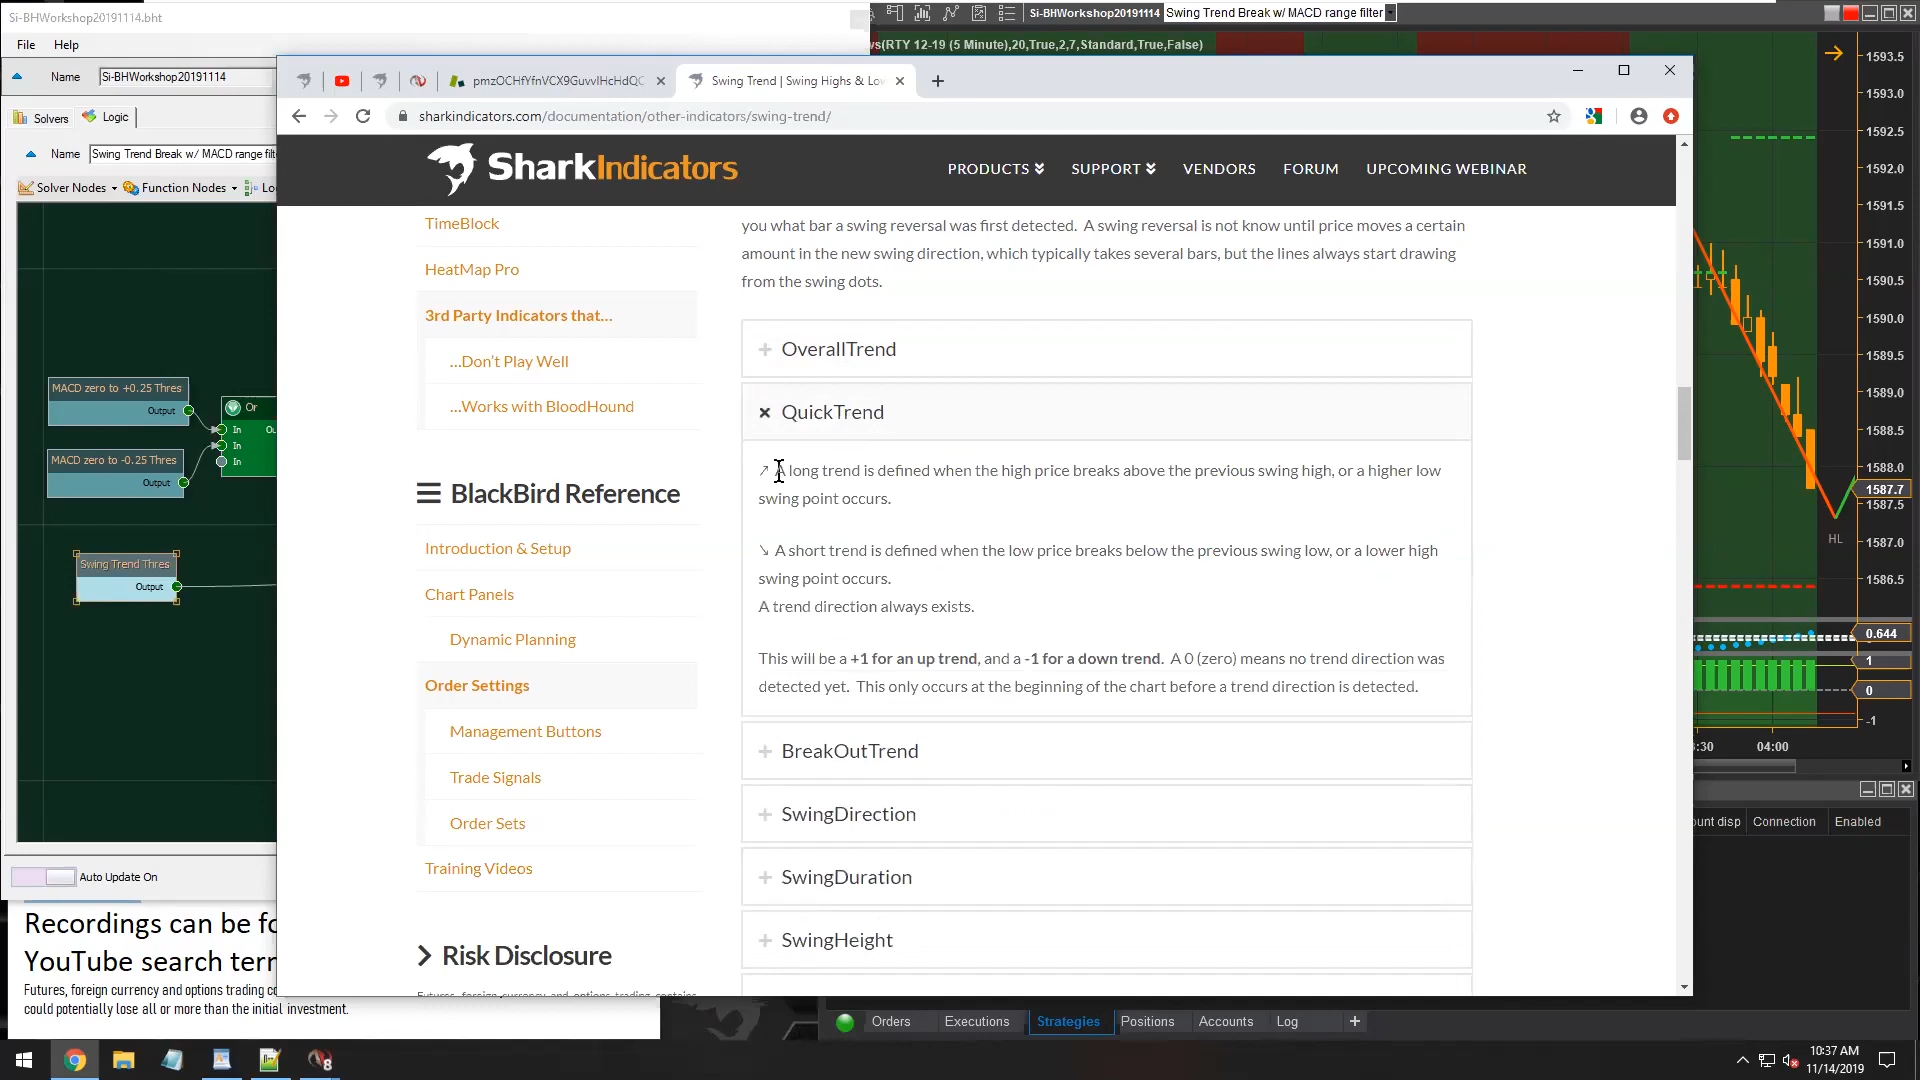 Si-BHWorkshop20191114.bht
File Help
Name Si-BHWorkshop20191114
Solvers Logic
Name Swing Trend Break w/ MACD range filt
Solver Nodes Function Nodes
MACD zero to +0.25 Thres
Output
Or
In
In
In
MACD zero to -0.25 Thres
Output
Swing Trend Thres
Output
Auto Update On
Recordings can be
YouTube search
Futures, foreign currency and options trading
could potentially lose all or more than the initial investment.
Si-BHWorkshop20191114 Swing Trend Break w/ MACD range filter
(RTY 12-19 (5 Minute),20,True,2,7,Standard,True,False)
Swing Trend | Swing Highs &
sharkindicators.com/documentation/other-indicators/swing-trend/
SharkIndicators
PRODUCTS SUPPORT VENDORS FORUM UPCOMING WEBINAR
TimeBlock
HeatMap Pro
3rd Party Indicators that...
...Don't Play Well
...Works with BloodHound
BlackBird Reference
Introduction & Setup
Chart Panels
Dynamic Planning
Order Settings
Management Buttons
Trade Signals
Order Sets
Training Videos
Risk Disclosure
you what bar a swing reversal was first detected. A swing reversal is not know until price moves a certain
amount in the new swing direction, which typically takes several bars, but the lines always start drawing
from the swing dots.
+ OverallTrend
× QuickTrend
↗ A long trend is defined when the high price breaks above the previous swing high, or a higher low
swing point occurs.
↘ A short trend is defined when the low price breaks below the previous swing low, or a lower high
swing point occurs.
A trend direction always exists.
This will be a +1 for an up trend, and a -1 for a down trend. A 0 (zero) means no trend direction was
detected yet. This only occurs at the beginning of the chart before a trend direction is detected.
+ BreakOutTrend
+ SwingDirection
+ SwingDuration
+ SwingHeight
1593.5
1593.0
1592.5
1592.0
1591.5
1591.0
1590.5
1590.0
1589.5
1589.0
1588.5
1588.0
1587.7
1587.5
1587.0
1586.5
HL
0.644
1
0
-1
:30 04:00
Connection Enabled
Orders Executions Strategies Positions Accounts Log +
10:37 AM
11/14/2019